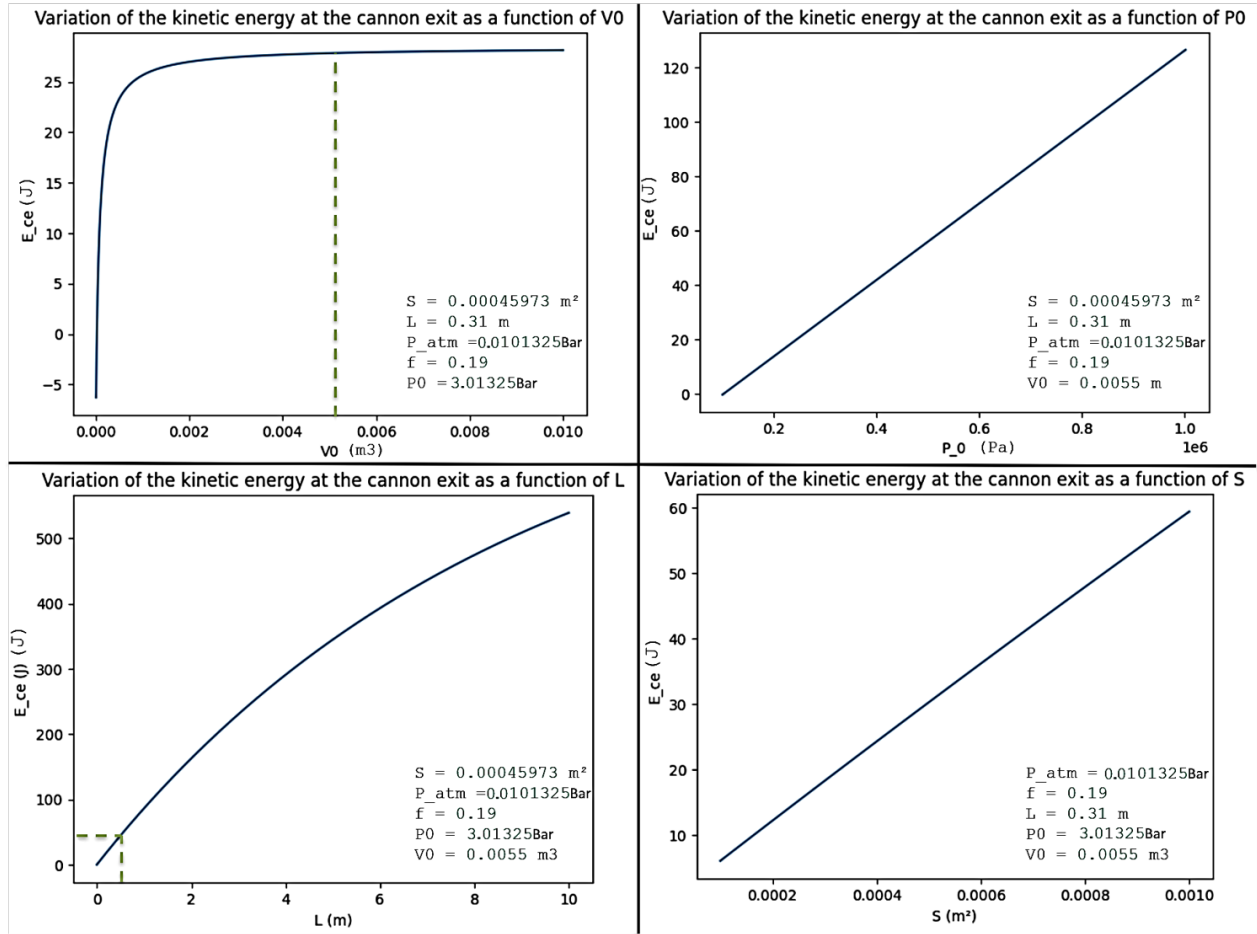 Variation of the kinetic energy at the cannon exit as a function of V0
E_ce (J)
25
20
15
10
5
0
−5
S = 0.00045973 m²
L = 0.31 m
P_atm =0.0101325Bar
f = 0.19
P0 =3.01325Bar
0.000 0.002 0.004 0.006 0.008 0.010
V0 (m3)
Variation of the kinetic energy at the cannon exit as a function of P0
E_ce (J)
120
100
80
60
40
20
0
S = 0.00045973 m²
L = 0.31 m
P_atm =0.0101325Bar
f = 0.19
V0 = 0.0055 m
0.2 0.4 0.6 0.8 1.0
1e6
P_0 (Pa)
Variation of the kinetic energy at the cannon exit as a function of L
E_ce (J) (J)
500
400
300
200
100
0
S = 0.00045973 m²
P_atm =0.0101325Bar
f = 0.19
P0 = 3.01325Bar
V0 = 0.0055 m3
0 2 4 6 8 10
L (m)
Variation of the kinetic energy at the cannon exit as a function of S
E_ce (J)
60
50
40
30
20
10
P_atm = 0.0101325Bar
f = 0.19
L = 0.31 m
P0 = 3.01325Bar
V0 = 0.0055 m3
0.0002 0.0004 0.0006 0.0008 0.0010
S (m²)